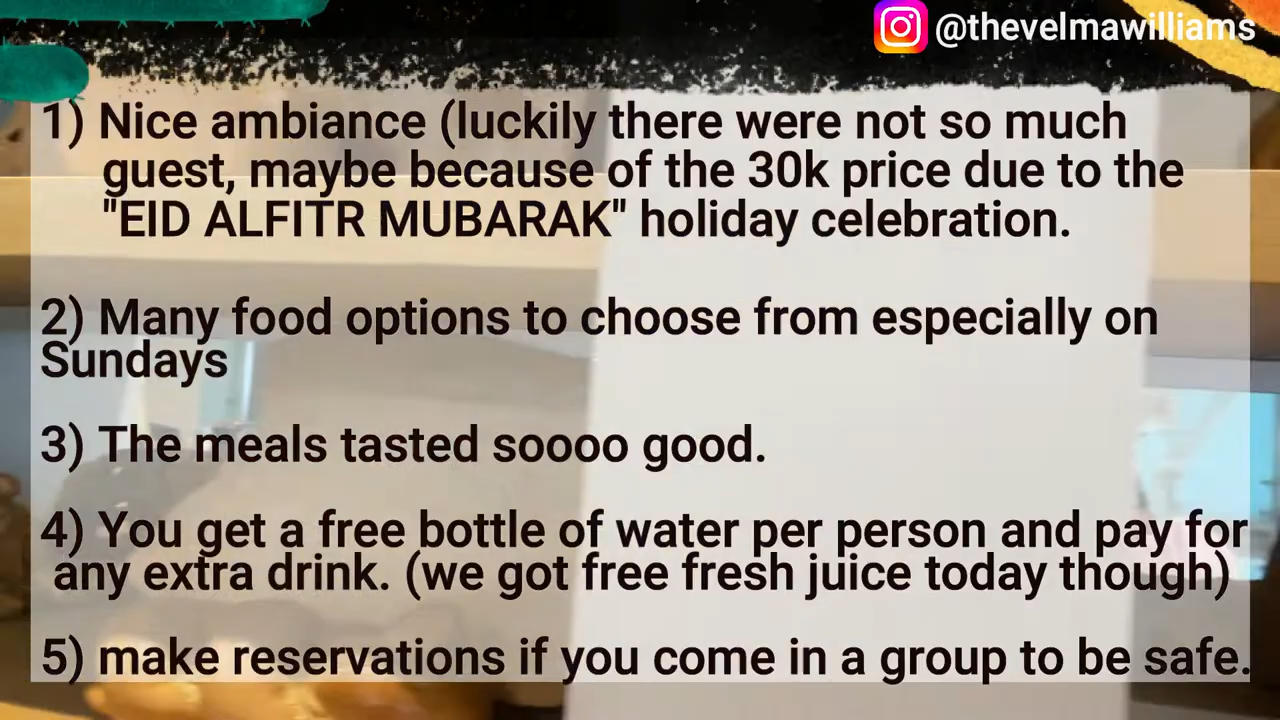 @thevelmawilliams
1) Nice ambiance (luckily there were not so much
guest, maybe because of the 30k price due to the
"EID ALFITR MUBARAK" holiday celebration.
2) Many food options to choose from especially on
Sundays
3) The meals tasted soooo good.
4) You get a free bottle of water per person and pay for
any extra drink. (we got free fresh juice today though)
5) make reservations if you come in a group to be safe.